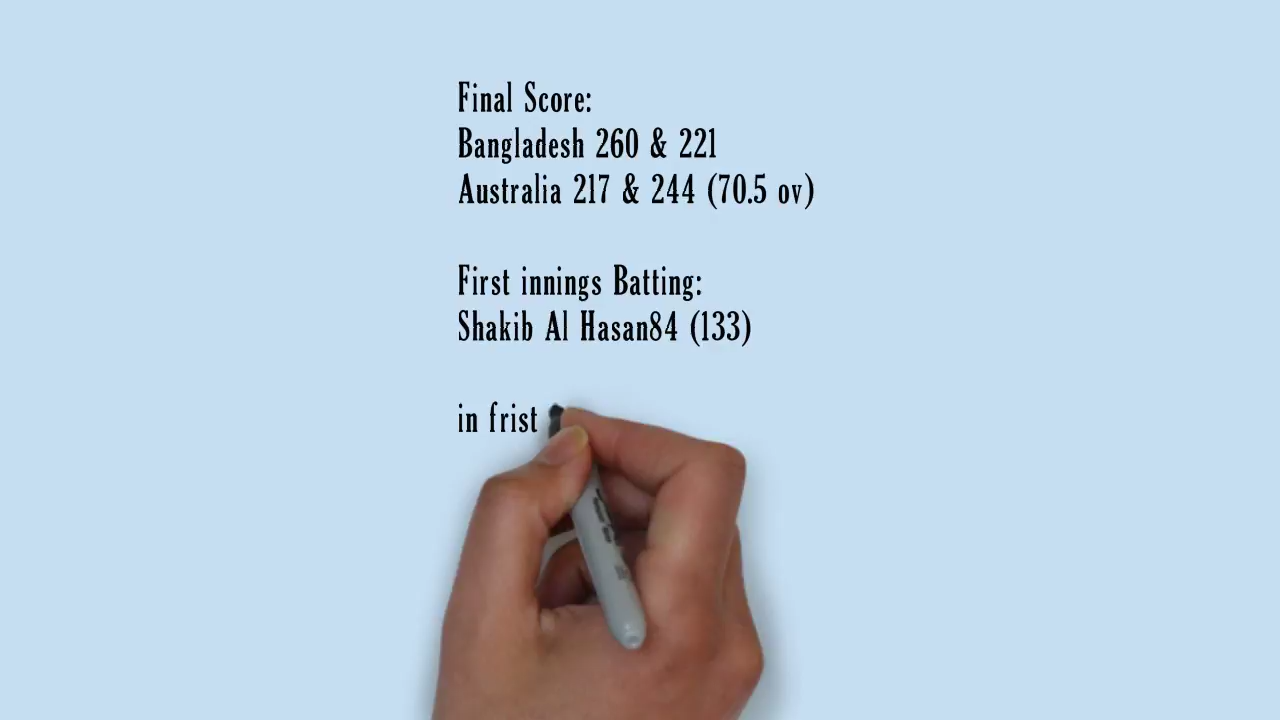 Final Score:
Bangladesh 260 & 221
Australia 217 & 244 (70.5 ov)
First innings Batting:
Shakib Al Hasan84 (133)
in frist